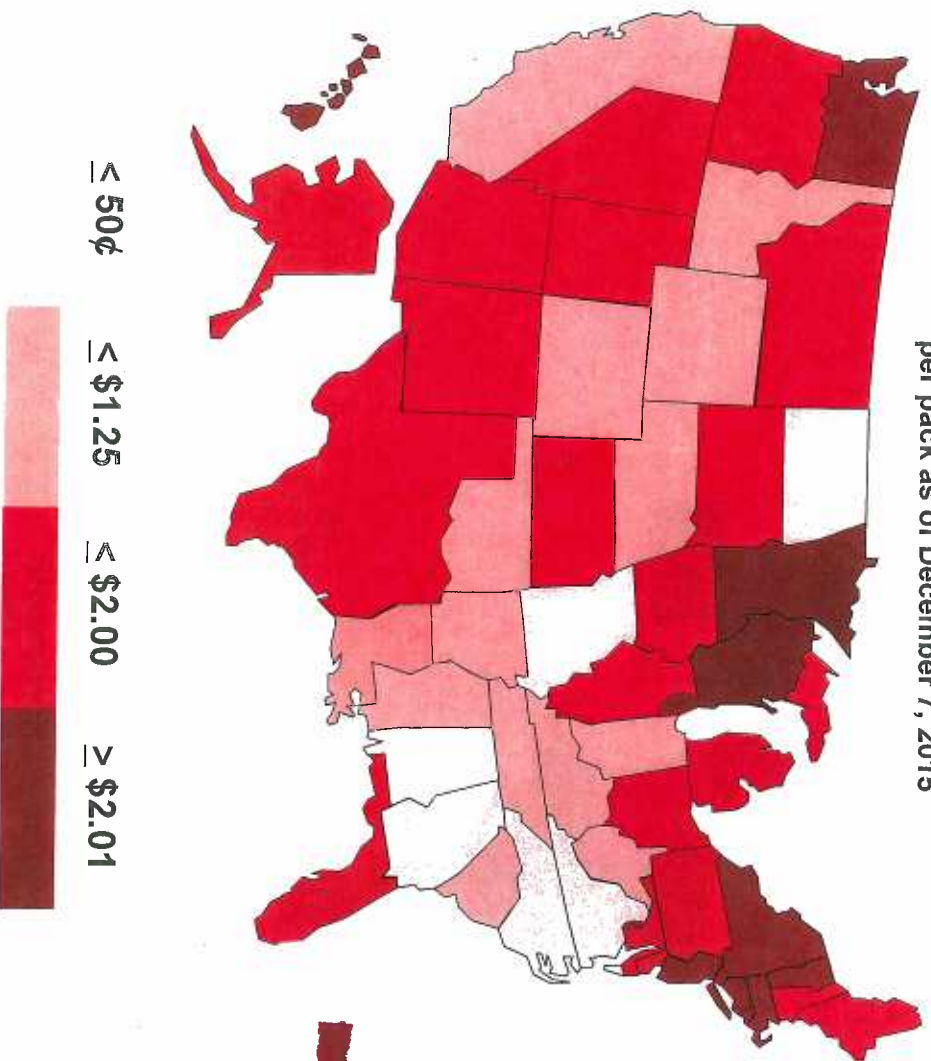 per pack as of December 7, 2015
≤ 50¢ ≤ $1.25 ≤ $2.00 ≥ $2.01